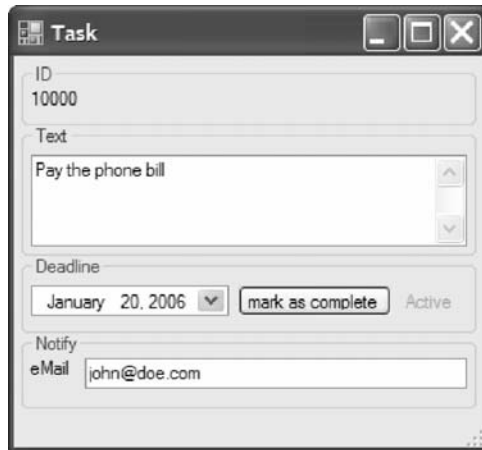 Task
ID
10000
Text
Pay the phone bill
Deadline
January 20, 2006 mark as complete Active
Notify
eMail john@doe.com